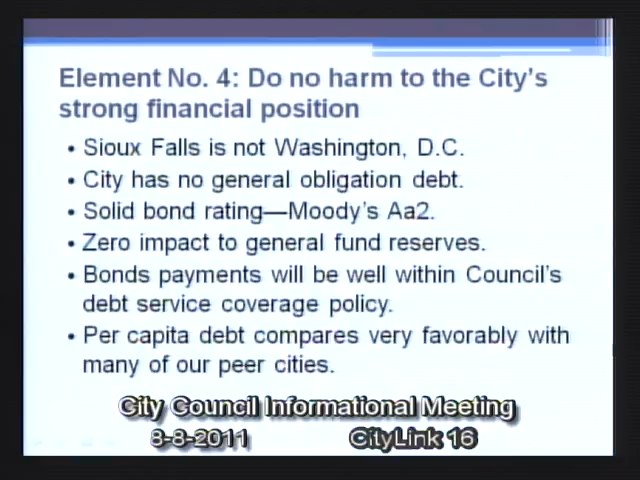 Element No. 4: Do no harm to the City's
strong financial position
• Sioux Falls is not Washington, D.C.
• City has no general obligation debt.
• Solid bond rating—Moody's Aa2.
• Zero impact to general fund reserves.
• Bonds payments will be well within Council's
debt service coverage policy.
• Per capita debt compares very favorably with
many of our peer cities.
City Council Informational Meeting
8-8-2011 CityLink 16